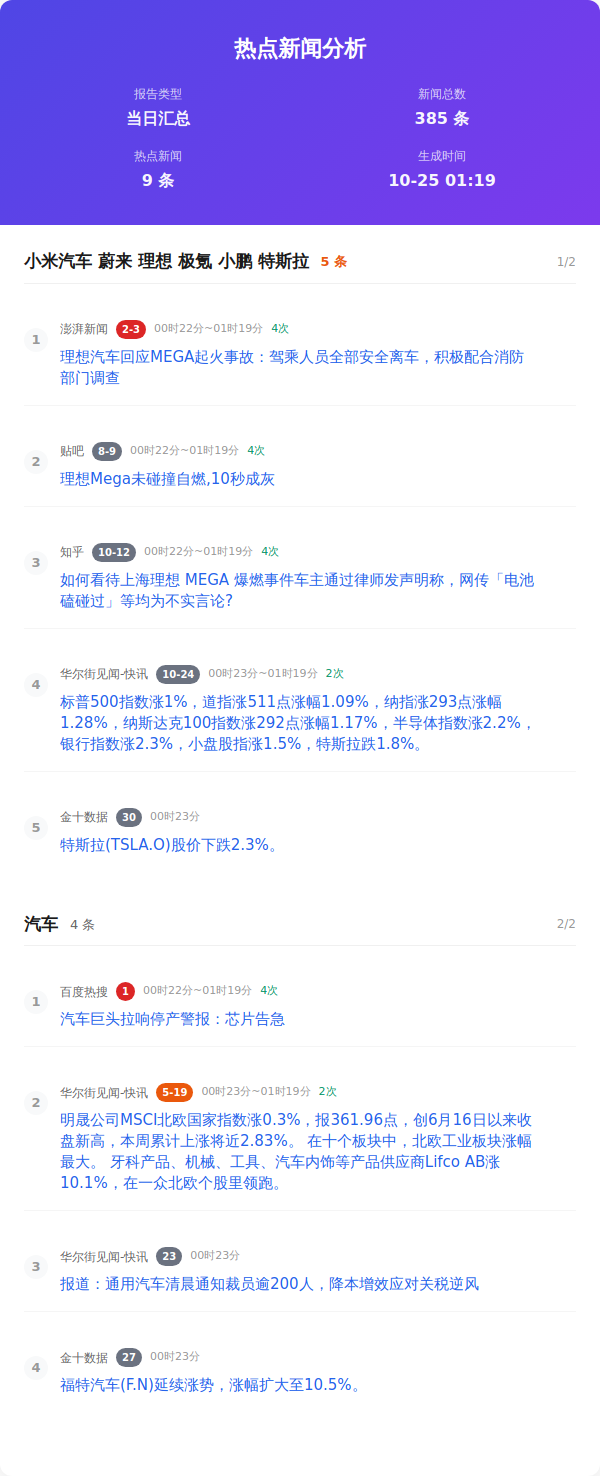 热点新闻分析
报告类型
新闻总数
当日汇总
385 条
热点新闻
生成时间
9 条
10-25 01:19
小米汽车 蔚来 理想 极氪 小鹏 特斯拉 5 条 1/2
1
澎湃新闻 2-3 00时22分~01时19分 4次
理想汽车回应MEGA起火事故：驾乘人员全部安全离车，积极配合消防
部门调查
2
贴吧 8-9 00时22分~01时19分 4次
理想Mega未碰撞自燃,10秒成灰
3
知乎 10-12 00时22分~01时19分 4次
如何看待上海理想 MEGA 爆燃事件车主通过律师发声明称，网传「电池
磕碰过」等均为不实言论?
4
华尔街见闻-快讯 10-24 00时23分~01时19分 2次
标普500指数涨1%，道指涨511点涨幅1.09%，纳指涨293点涨幅
1.28%，纳斯达克100指数涨292点涨幅1.17%，半导体指数涨2.2%，
银行指数涨2.3%，小盘股指涨1.5%，特斯拉跌1.8%。
5
金十数据 30 00时23分
特斯拉(TSLA.O)股价下跌2.3%。
汽车 4 条 2/2
1
百度热搜 1 00时22分~01时19分 4次
汽车巨头拉响停产警报：芯片告急
2
华尔街见闻-快讯 5-19 00时23分~01时19分 2次
明晟公司MSCI北欧国家指数涨0.3%，报361.96点，创6月16日以来收
盘新高，本周累计上涨将近2.83%。 在十个板块中，北欧工业板块涨幅
最大。 牙科产品、机械、工具、汽车内饰等产品供应商Lifco AB涨
10.1%，在一众北欧个股里领跑。
3
华尔街见闻-快讯 23 00时23分
报道：通用汽车清晨通知裁员逾200人，降本增效应对关税逆风
4
金十数据 27 00时23分
福特汽车(F.N)延续涨势，涨幅扩大至10.5%。